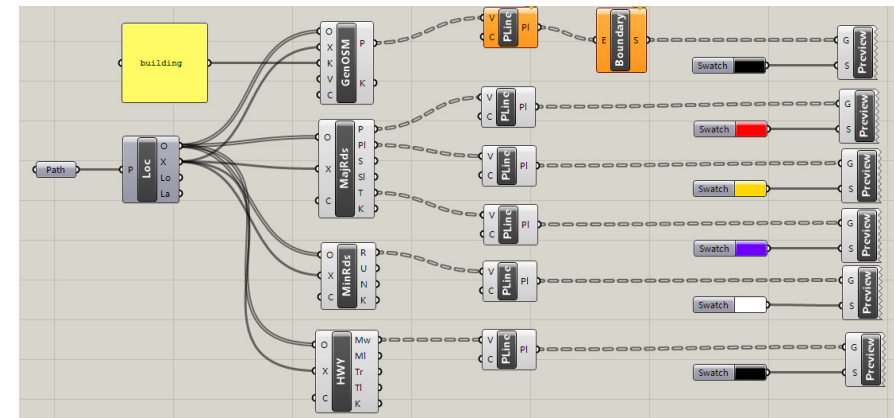 building
Path
P
Loc
O
X
Lo
La
O
X
K
V
C
GenOSM
P
K
V
C
PLine
Pl
E
Boundary
S
G
S
Preview
Swatch
O
X
C
MajRds
P
Pl
S
Sl
T
K
V
C
PLine
Pl
G
S
Preview
Swatch
V
C
PLine
Pl
G
S
Preview
Swatch
V
C
PLine
Pl
G
S
Preview
Swatch
O
X
C
MinRds
R
U
N
K
V
C
PLine
Pl
G
S
Preview
Swatch
O
X
C
HWY
Mw
Ml
Tr
Tl
K
V
C
PLine
Pl
G
S
Preview
Swatch